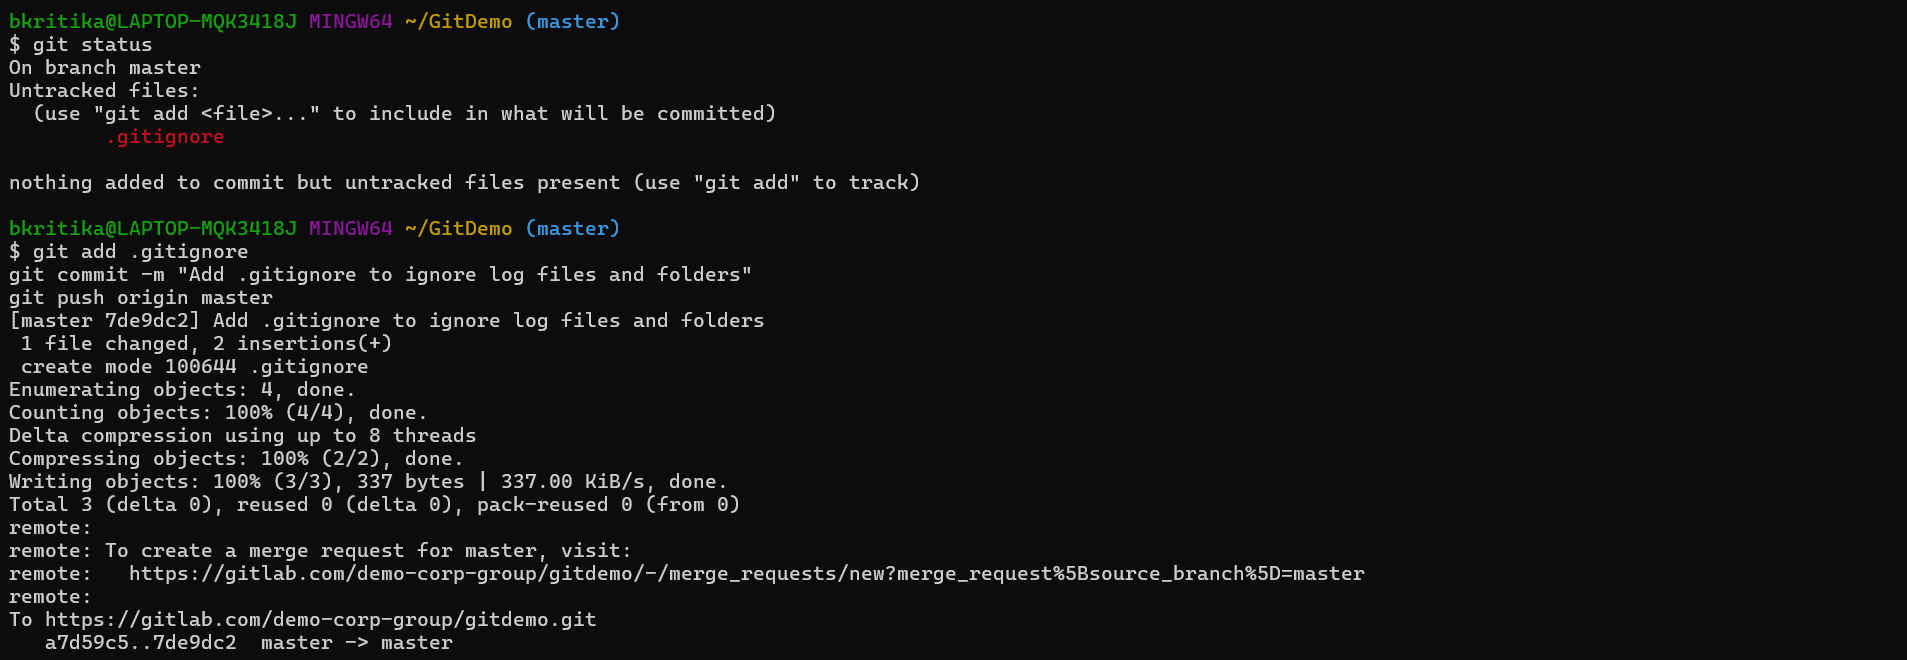 bkritika@LAPTOP-MQK3418J MINGW64 ~/GitDemo (master)
$ git status
On branch master
Untracked files:
  (use "git add <file>..." to include in what will be committed)
        .gitignore

nothing added to commit but untracked files present (use "git add" to track)

bkritika@LAPTOP-MQK3418J MINGW64 ~/GitDemo (master)
$ git add .gitignore
git commit -m "Add .gitignore to ignore log files and folders"
git push origin master
[master 7de9dc2] Add .gitignore to ignore log files and folders
 1 file changed, 2 insertions(+)
 create mode 100644 .gitignore
Enumerating objects: 4, done.
Counting objects: 100% (4/4), done.
Delta compression using up to 8 threads
Compressing objects: 100% (2/2), done.
Writing objects: 100% (3/3), 337 bytes | 337.00 KiB/s, done.
Total 3 (delta 0), reused 0 (delta 0), pack-reused 0 (from 0)
remote:
remote: To create a merge request for master, visit:
remote:   https://gitlab.com/demo-corp-group/gitdemo/-/merge_requests/new?merge_request%5Bsource_branch%5D=master
remote:
To https://gitlab.com/demo-corp-group/gitdemo.git
   a7d59c5..7de9dc2  master -> master